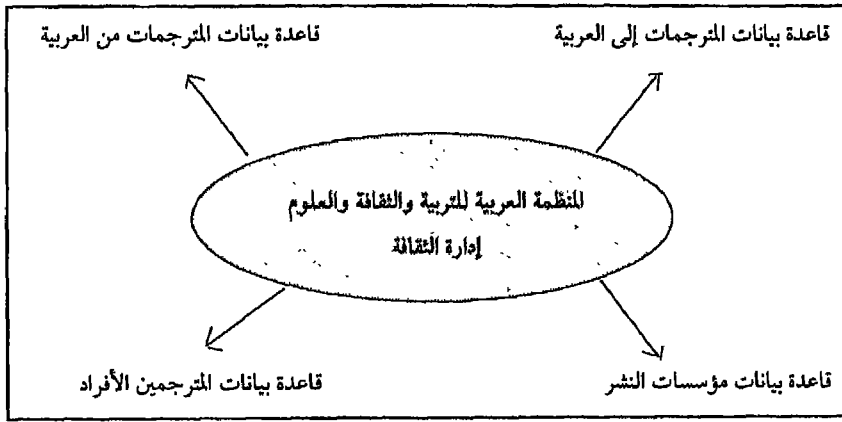 قاعدة بيانات المترجمات إلى العربية
قاعدة بيانات المترجمات من العربية
المنظمة العربية للتربية والثقافة والعلوم
إدارة الثقافة
قاعدة بيانات مؤسسات النشر
قاعدة بيانات المترجمين الأفراد